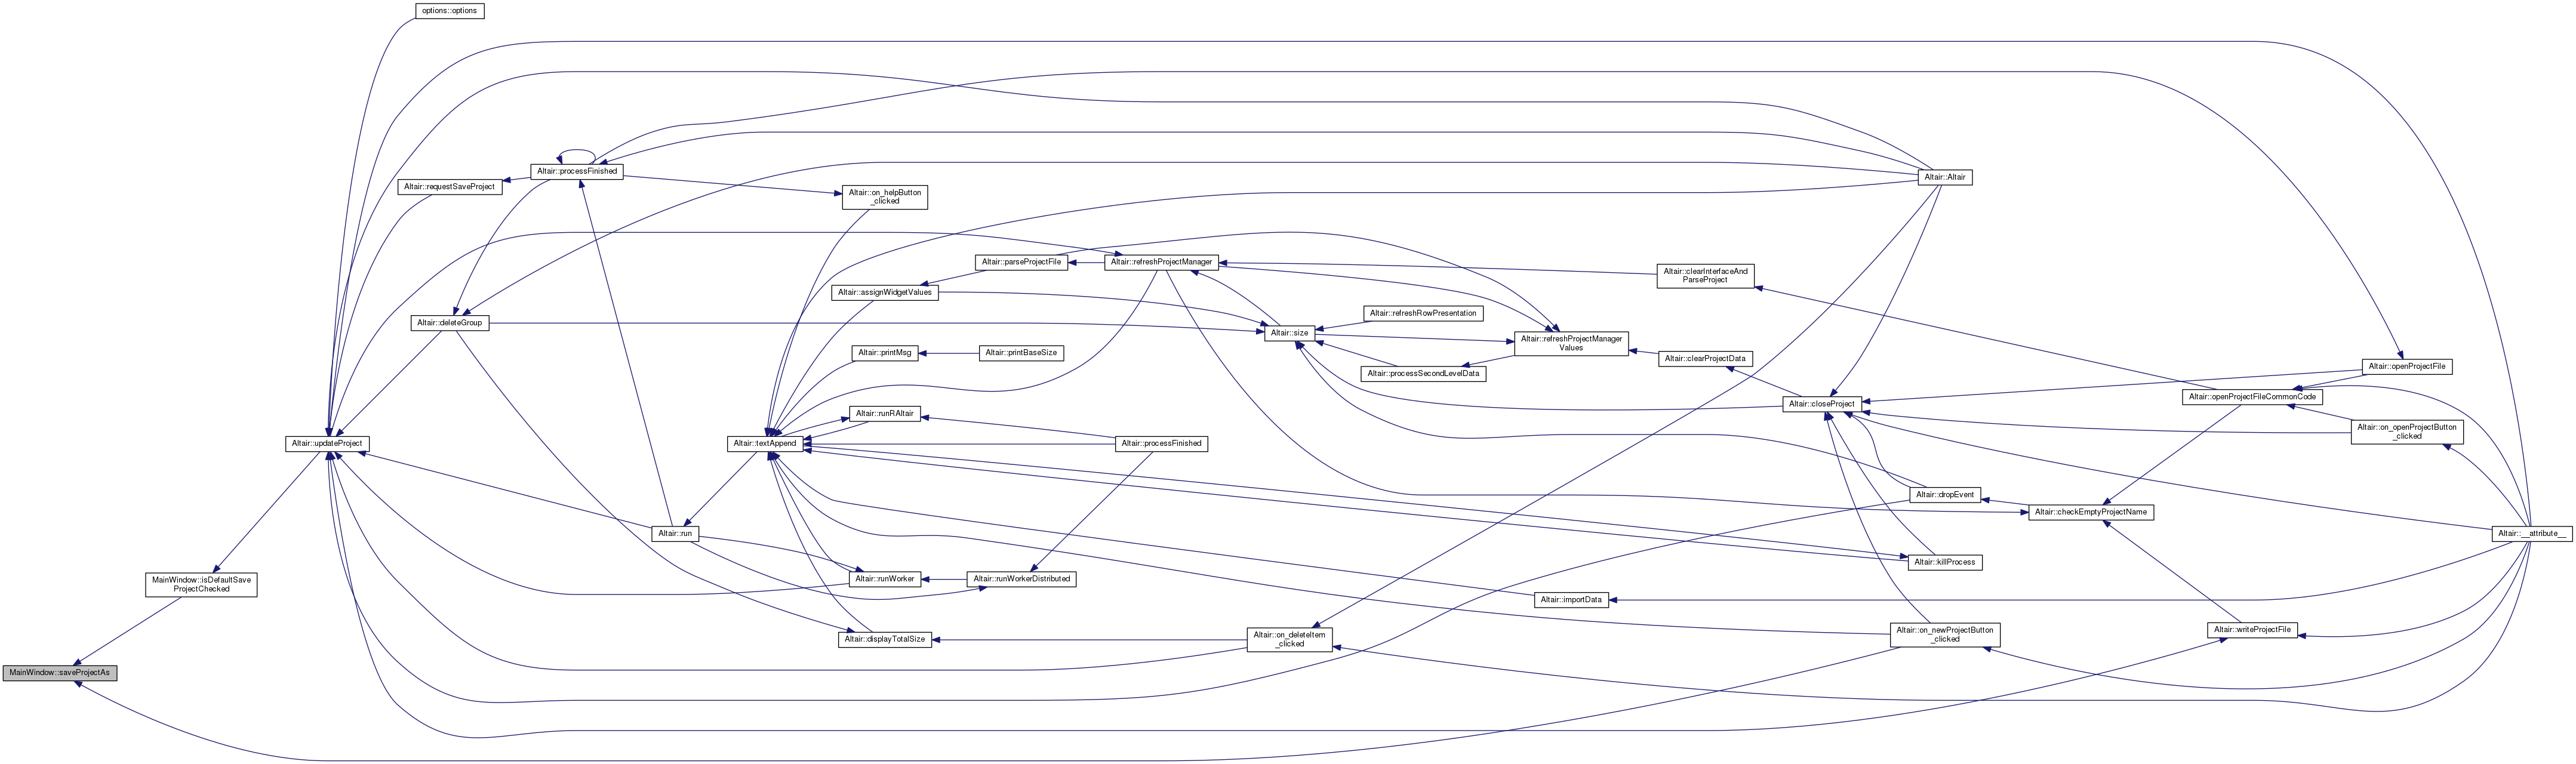 options::options
Altair::processFinished
Altair::requestSaveProject
Altair::on_helpButton
_clicked
Altair::Altair
Altair::parseProjectFile
Altair::refreshProjectManager
Altair::clearInterfaceAnd
ParseProject
Altair::assignWidgetValues
Altair::refreshRowPresentation
Altair::deleteGroup
Altair::size
Altair::refreshProjectManager
Values
Altair::printMsg
Altair::printBaseSize
Altair::clearProjectData
Altair::openProjectFile
Altair::processSecondLevelData
Altair::openProjectFileCommonCode
Altair::closeProject
Altair::runRAltair
Altair::on_openProjectButton
_clicked
Altair::updateProject
Altair::textAppend
Altair::processFinished
Altair::dropEvent
Altair::checkEmptyProjectName
Altair::run
Altair::__attribute__
Altair::killProcess
MainWindow::isDefaultSave
ProjectChecked
Altair::runWorker
Altair::runWorkerDistributed
Altair::importData
Altair::displayTotalSize
Altair::on_deleteItem
_clicked
Altair::on_newProjectButton
_clicked
Altair::writeProjectFile
MainWindow::saveProjectAs